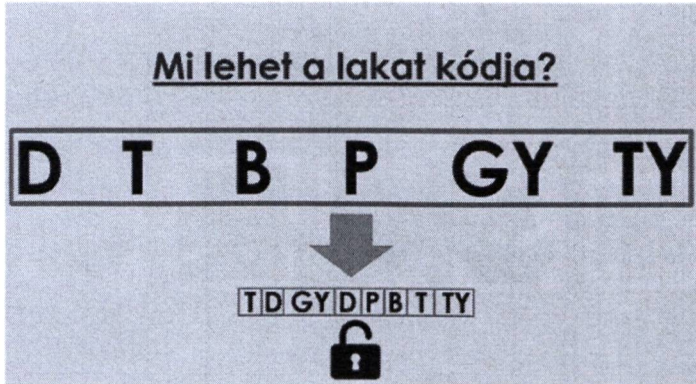 Mi lehet a lakat kódja?
D T B P GY TY
T D GY D P B T TY